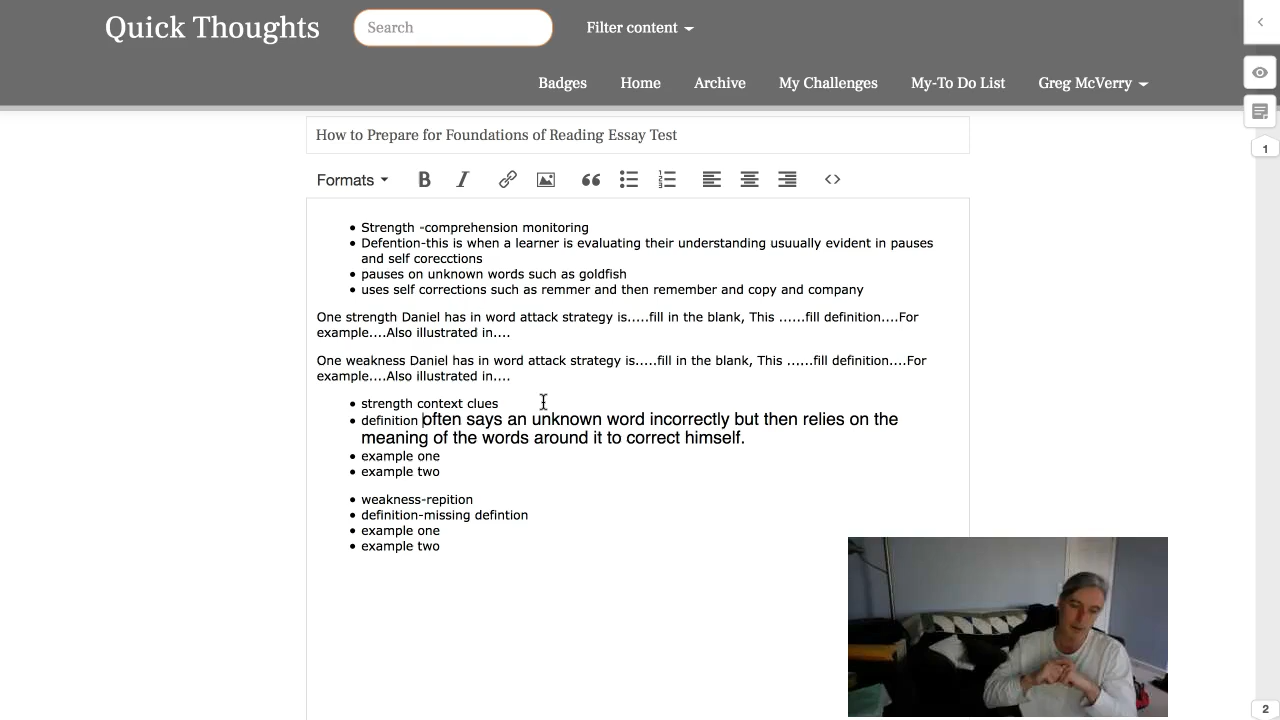 Quick Thoughts
Search
Filter content
Badges
Home
Archive
My Challenges
My-To Do List
Greg McVerry
How to Prepare for Foundations of Reading Essay Test
Formats
B
I
1
Strength -comprehension monitoring
Defention-this is when a learner is evaluating their understanding usuually evident in pauses
and self corecctions
pauses on unknown words such as goldfish
uses self corrections such as remmer and then remember and copy and company
One strength Daniel has in word attack strategy is.....fill in the blank, This ......fill definition....For
example....Also illustrated in....
One weakness Daniel has in word attack strategy is.....fill in the blank, This ......fill definition....For
example....Also illustrated in....
strength context clues
definition often says an unknown word incorrectly but then relies on the
meaning of the words around it to correct himself.
example one
example two
weakness-repition
definition-missing defintion
example one
example two
2